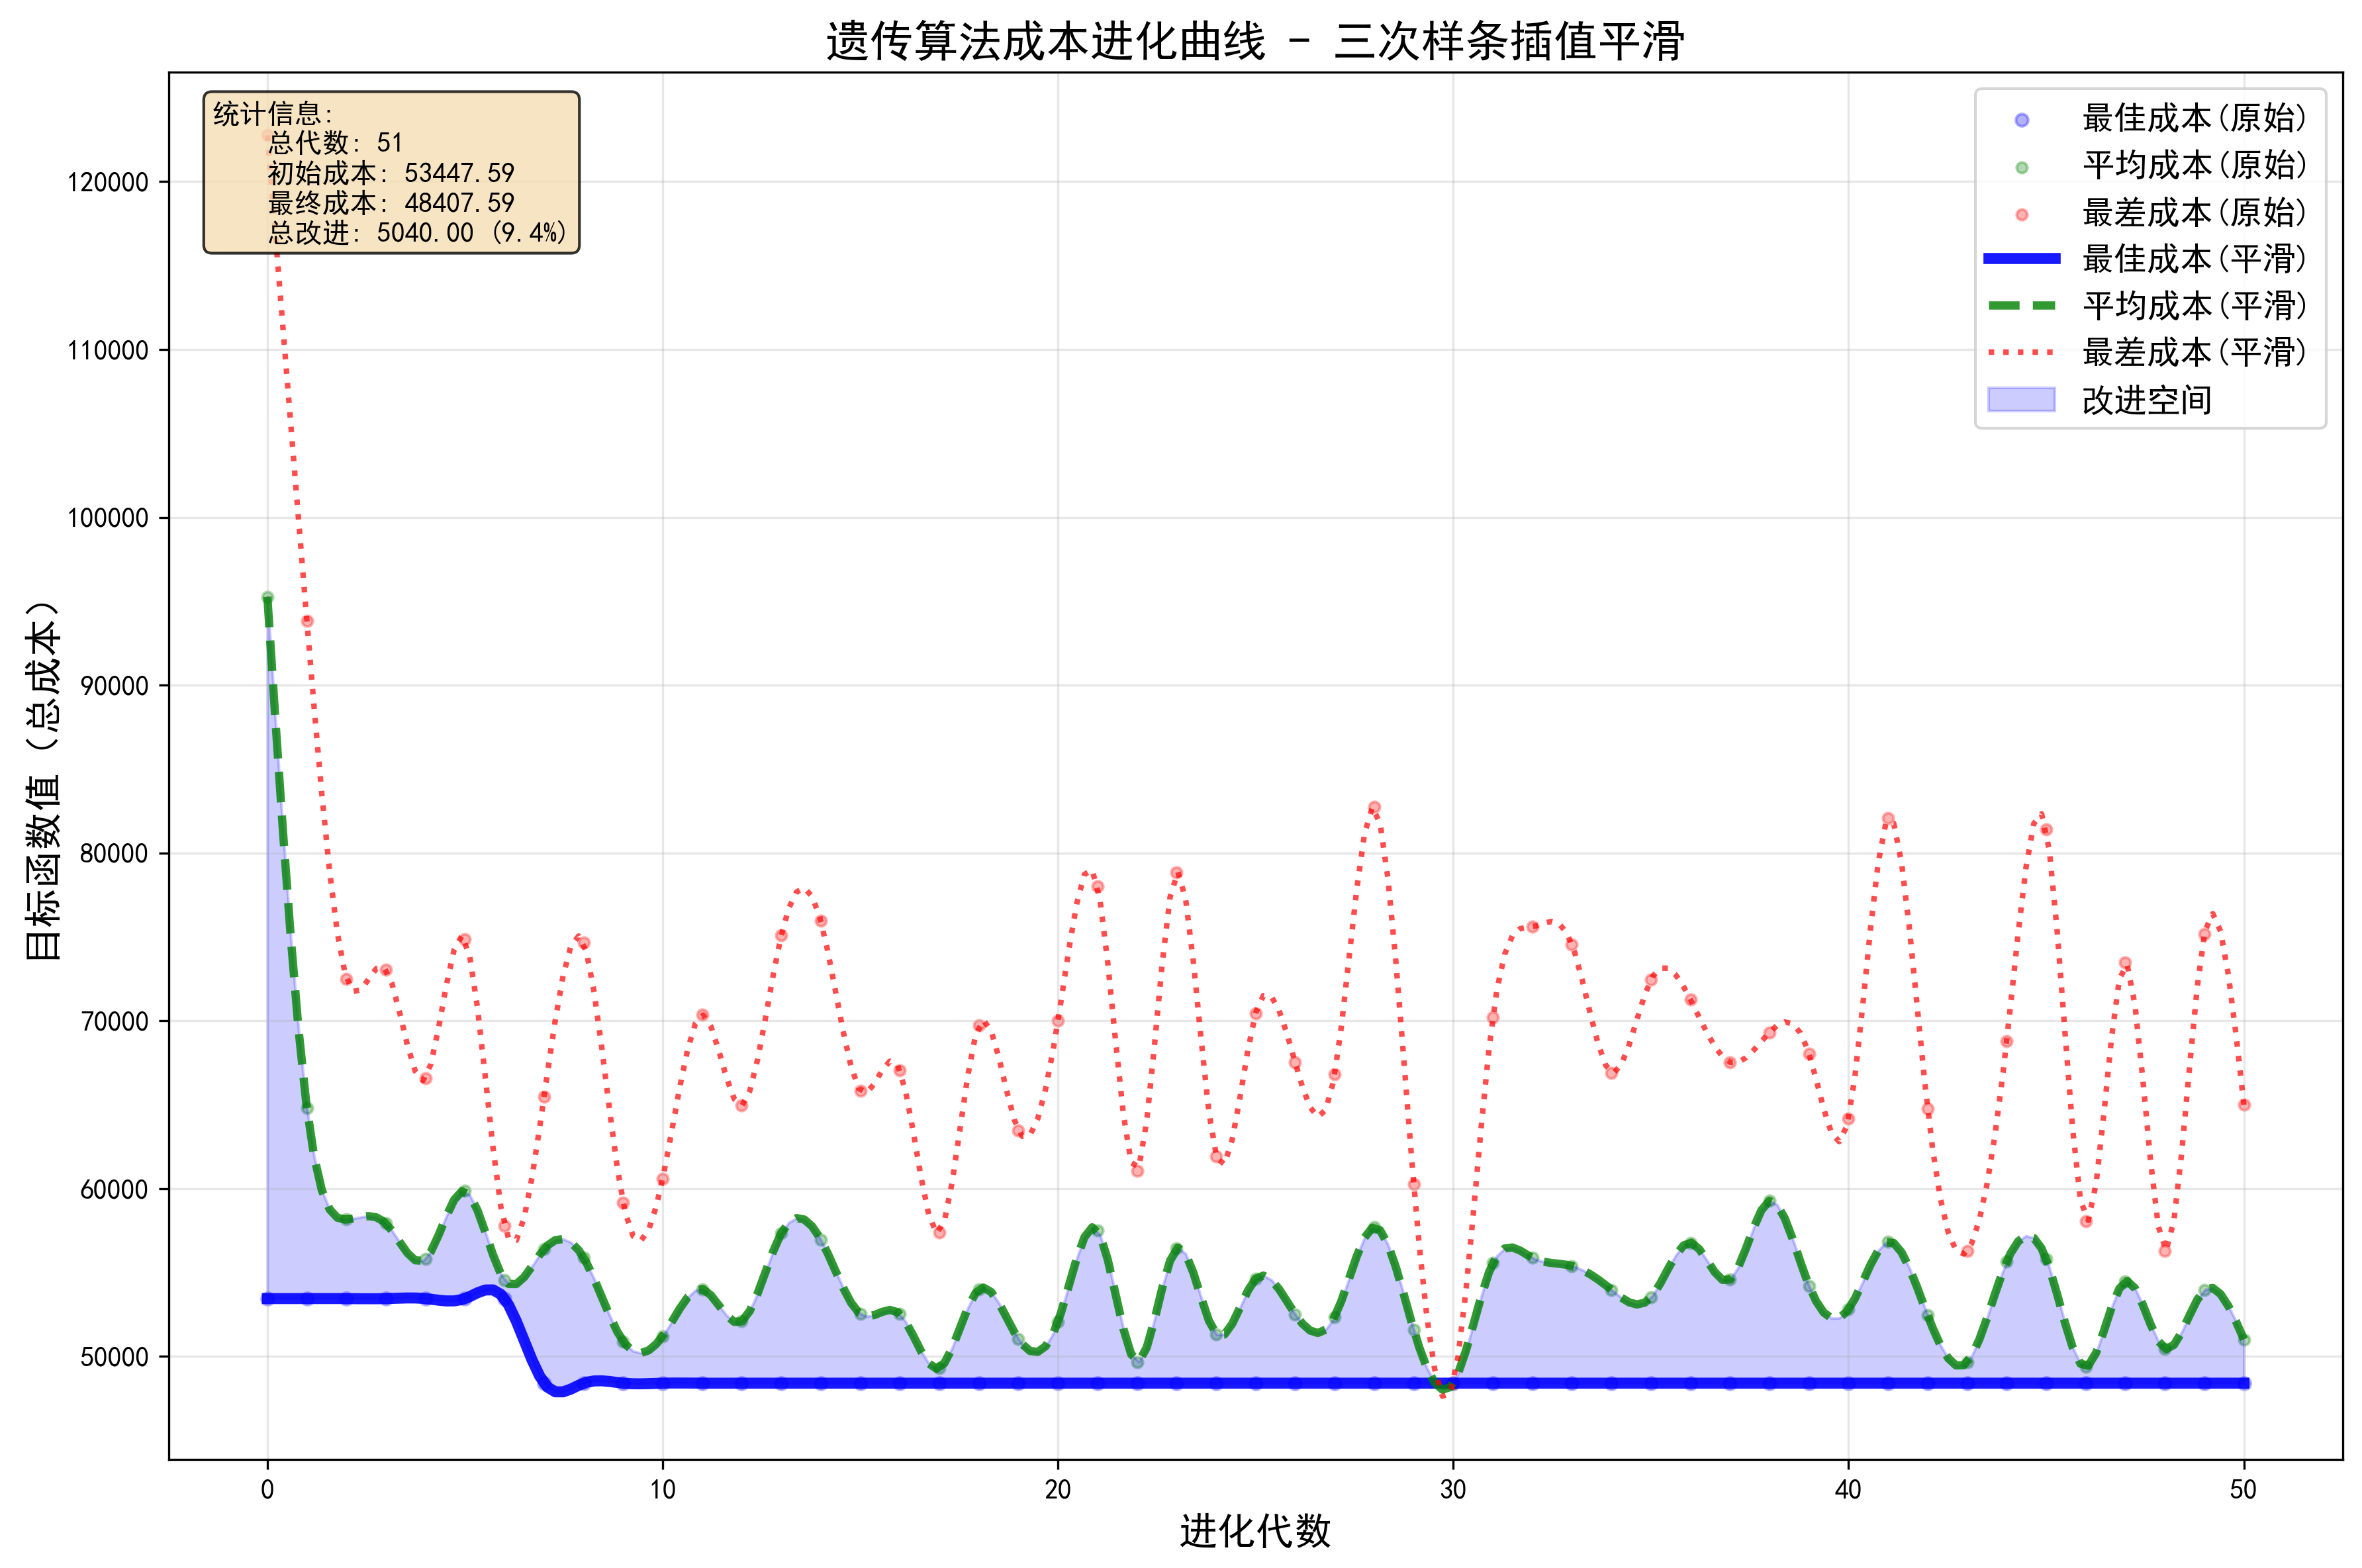 遗传算法成本进化曲线 - 三次样条插值平滑
统计信息:
总代数: 51
初始成本: 53447.59
最终成本: 48407.59
总改进: 5040.00 (9.4%)
最佳成本(原始)
平均成本(原始)
最差成本(原始)
最佳成本(平滑)
平均成本(平滑)
最差成本(平滑)
改进空间
目标函数值（总成本）
120000
110000
100000
90000
80000
70000
60000
50000
0
10
20
30
40
50
进化代数